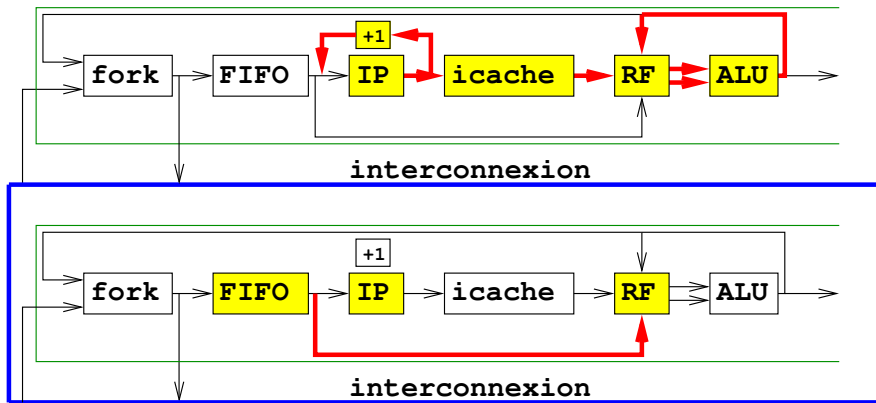 +1
fork FIFO IP icache RF ALU
interconnexion
+1
fork FIFO IP icache RF ALU
interconnexion